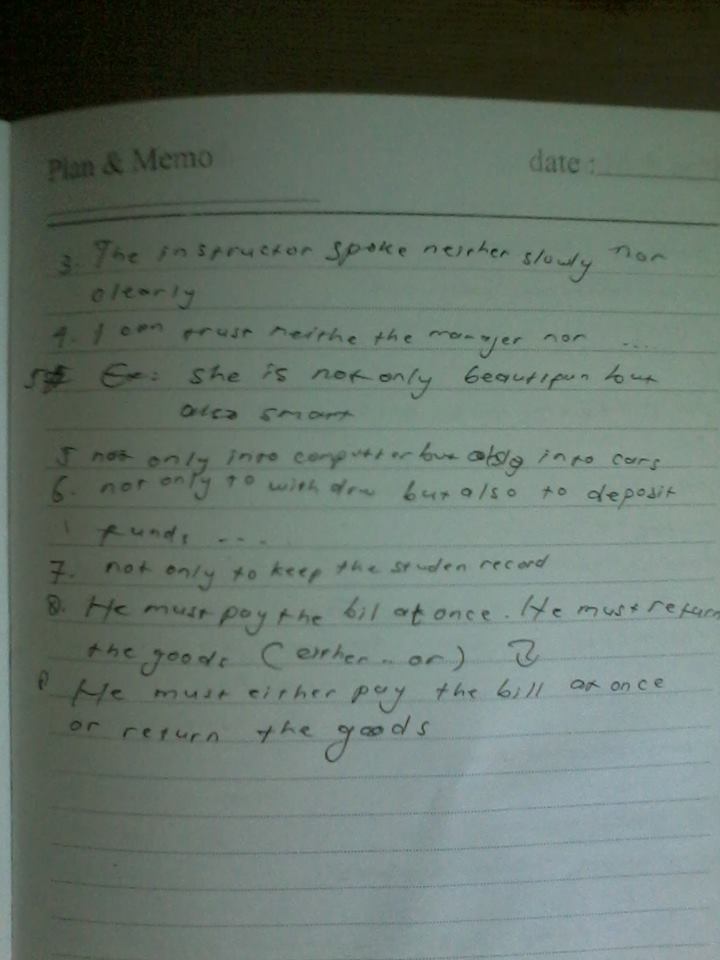 Plan & Memo
date :
3. The instructor spoke neither slowly nor
clearly
4. I can trust neithe the manager nor ....
5 Ex: she is not only beautifun but
also smart
5 not only into computter but also into cars
6. not only to withdraw but also to deposit
funds ...
7. not only to keep the studen record
8. He must pay the bil at once. He must return
the goods (either .. or)
He must either pay the bill at once
or return the goods